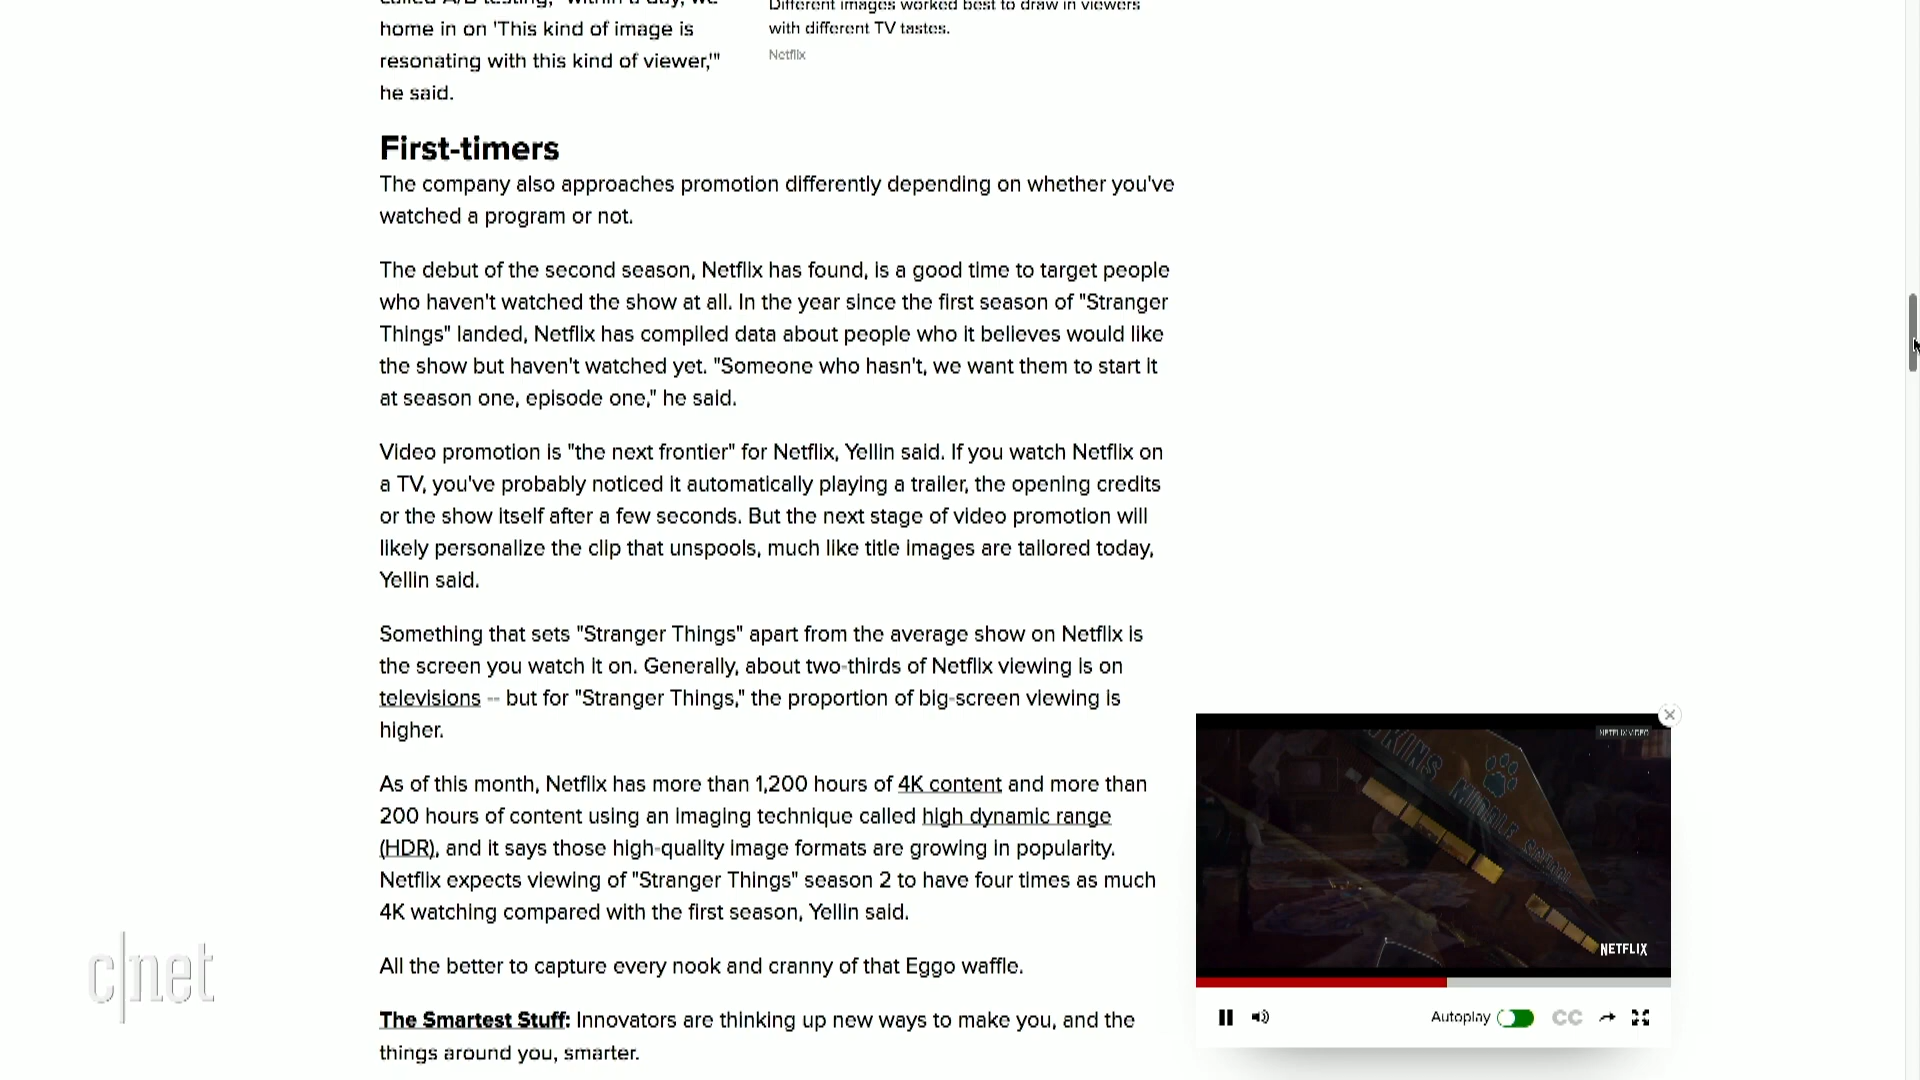 home in on 'This kind of image is
resonating with this kind of viewer,'"
he said.
Different images worked best to draw in viewers
with different TV tastes.
Netflix
First-timers
The company also approaches promotion differently depending on whether you've
watched a program or not.
The debut of the second season, Netflix has found, is a good time to target people
who haven't watched the show at all. In the year since the first season of "Stranger
Things" landed, Netflix has compiled data about people who it believes would like
the show but haven't watched yet. "Someone who hasn't, we want them to start it
at season one, episode one," he said.
Video promotion is "the next frontier" for Netflix, Yellin said. If you watch Netflix on
a TV, you've probably noticed it automatically playing a trailer, the opening credits
or the show itself after a few seconds. But the next stage of video promotion will
likely personalize the clip that unspools, much like title images are tailored today,
Yellin said.
Something that sets "Stranger Things" apart from the average show on Netflix is
the screen you watch it on. Generally, about two-thirds of Netflix viewing is on
televisions -- but for "Stranger Things," the proportion of big-screen viewing is
higher.
As of this month, Netflix has more than 1,200 hours of 4K content and more than
200 hours of content using an imaging technique called high dynamic range
(HDR), and it says those high-quality image formats are growing in popularity.
Netflix expects viewing of "Stranger Things" season 2 to have four times as much
4K watching compared with the first season, Yellin said.
All the better to capture every nook and cranny of that Eggo waffle.
The Smartest Stuff: Innovators are thinking up new ways to make you, and the
things around you, smarter.
NETFLIX VIDEO
KINS
MIDDLE
NETFLIX
Autoplay CC
c|net